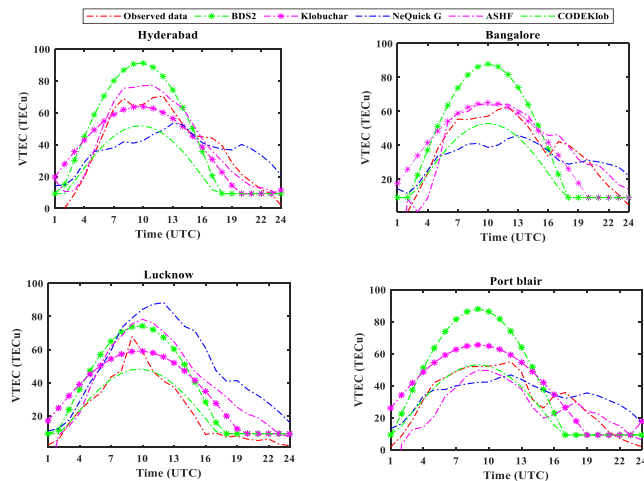 Observed data BDS2 Klobuchar NeQuick G ASHF CODEKlob
Hyderabad
VTEC (TECu)
100
80
60
40
20
0
1 4 7 10 13 16 19 22 24
Time (UTC)
Bangalore
VTEC (TECu)
100
80
60
40
20
0
1 4 7 10 13 16 19 22 24
Time (UTC)
Lucknow
VTEC (TECu)
100
80
60
40
20
1 4 7 10 13 16 19 22 24
Time (UTC)
Port blair
VTEC (TECu)
100
80
60
40
20
0
1 4 7 10 13 16 19 22 24
Time (UTC)